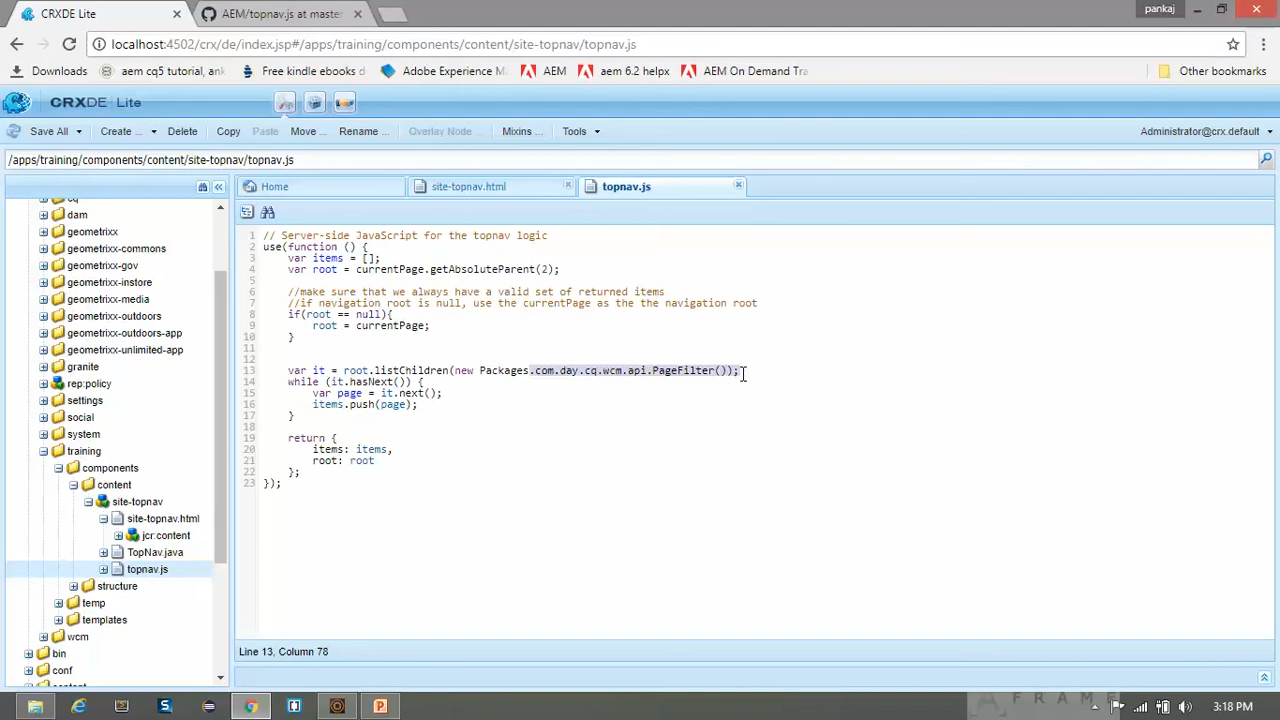 CRXDE Lite
AEM/topnav.js at master
pankaj
localhost:4502/crx/de/index.jsp#/apps/training/components/content/site-topnav/topnav.js
Downloads
aem cq5 tutorial, ank
Free kindle ebooks d
Adobe Experience M
AEM
aem 6.2 helpx
AEM On Demand Tra
Other bookmarks
CRXDE Lite
Save All
Create ...
Delete
Copy
Paste
Move ...
Rename ...
Overlay Node ...
Mixins ...
Tools
Administrator@crx.default
/apps/training/components/content/site-topnav/topnav.js
Home
site-topnav.html
topnav.js
cq
dam
geometrixx
geometrixx-commons
geometrixx-gov
geometrixx-instore
geometrixx-media
geometrixx-outdoors
geometrixx-outdoors-app
geometrixx-unlimited-app
granite
rep:policy
settings
social
system
training
components
content
site-topnav
site-topnav.html
jcr:content
TopNav.java
topnav.js
structure
temp
templates
wcm
bin
conf
1 // Server-side JavaScript for the topnav logic
2 use(function () {
3 var items = [];
4 var root = currentPage.getAbsoluteParent(2);
5
6 //make sure that we always have a valid set of returned items
7 //if navigation root is null, use the currentPage as the the navigation root
8 if(root == null){
9 root = currentPage;
10 }
11
12
13 var it = root.listChildren(new Packages.com.day.cq.wcm.api.PageFilter());
14 while (it.hasNext()) {
15 var page = it.next();
16 items.push(page);
17 }
18
19 return {
20 items: items,
21 root: root
22 };
23 });
Line 13, Column 78
FRAME
3:18 PM